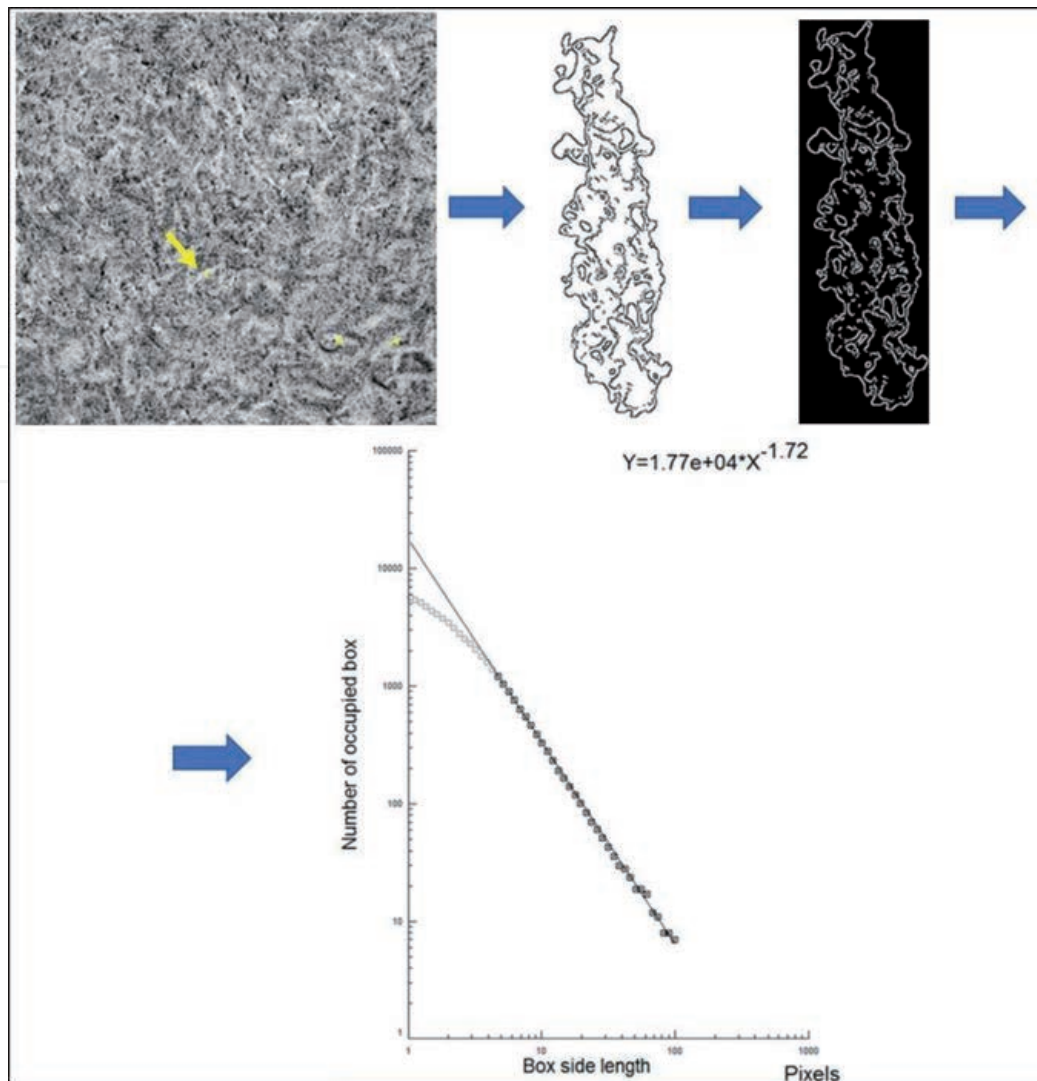 Y=1.77e+04*X^-1.72
100000
10000
1000
100
10
1
Number of occupied box
1
10
100
1000
Box side length
Pixels